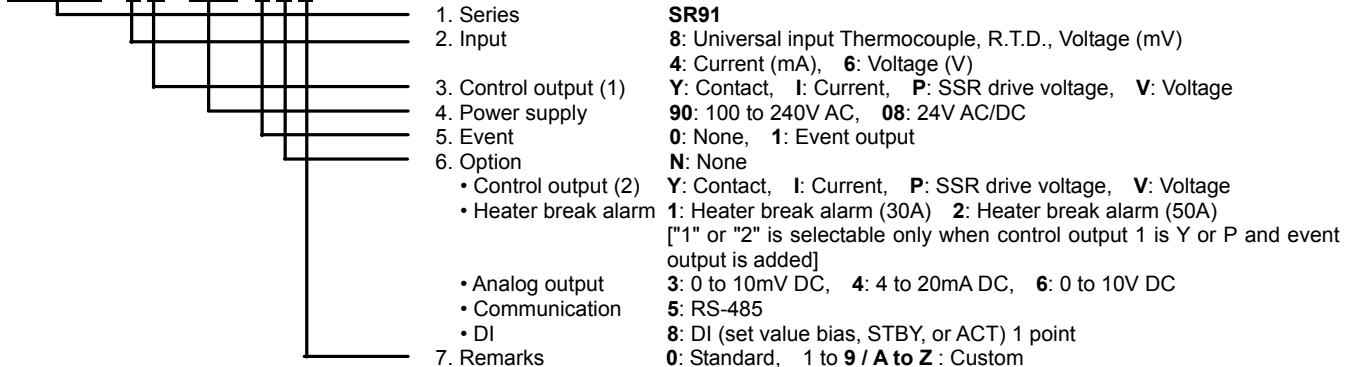 1. Series SR91
2. Input 8: Universal input Thermocouple, R.T.D., Voltage (mV)
4: Current (mA), 6: Voltage (V)
3. Control output (1) Y: Contact, I: Current, P: SSR drive voltage, V: Voltage
4. Power supply 90: 100 to 240V AC, 08: 24V AC/DC
5. Event 0: None, 1: Event output
6. Option N: None
• Control output (2) Y: Contact, I: Current, P: SSR drive voltage, V: Voltage
• Heater break alarm 1: Heater break alarm (30A) 2: Heater break alarm (50A)
["1" or "2" is selectable only when control output 1 is Y or P and event
output is added]
• Analog output 3: 0 to 10mV DC, 4: 4 to 20mA DC, 6: 0 to 10V DC
• Communication 5: RS-485
• DI 8: DI (set value bias, STBY, or ACT) 1 point
7. Remarks 0: Standard, 1 to 9 / A to Z : Custom